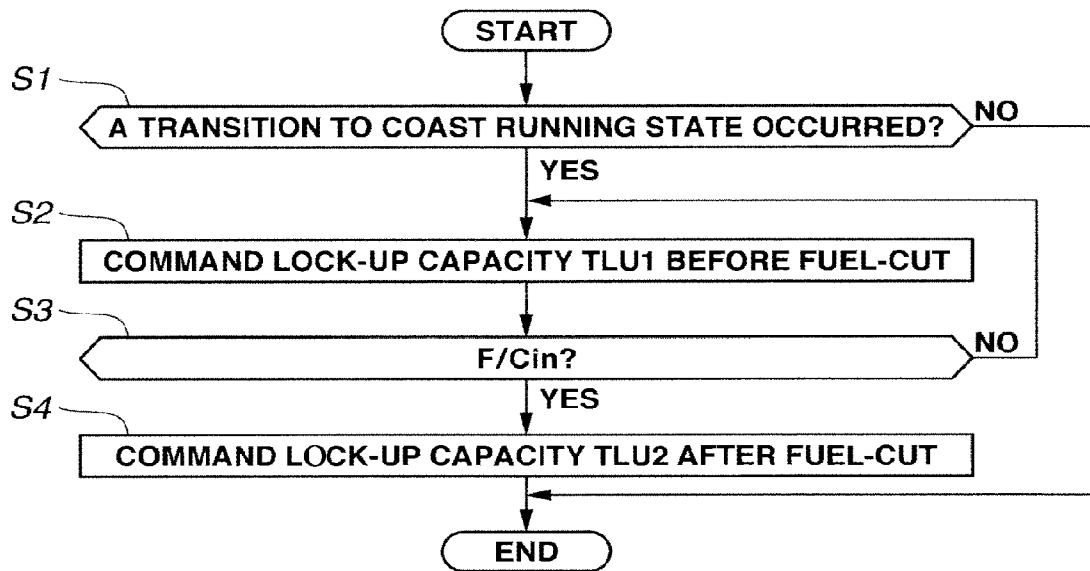 START
S1
A TRANSITION TO COAST RUNNING STATE OCCURRED?
NO
YES
S2
COMMAND LOCK-UP CAPACITY TLU1 BEFORE FUEL-CUT
S3
F/Cin?
NO
YES
S4
COMMAND LOCK-UP CAPACITY TLU2 AFTER FUEL-CUT
END